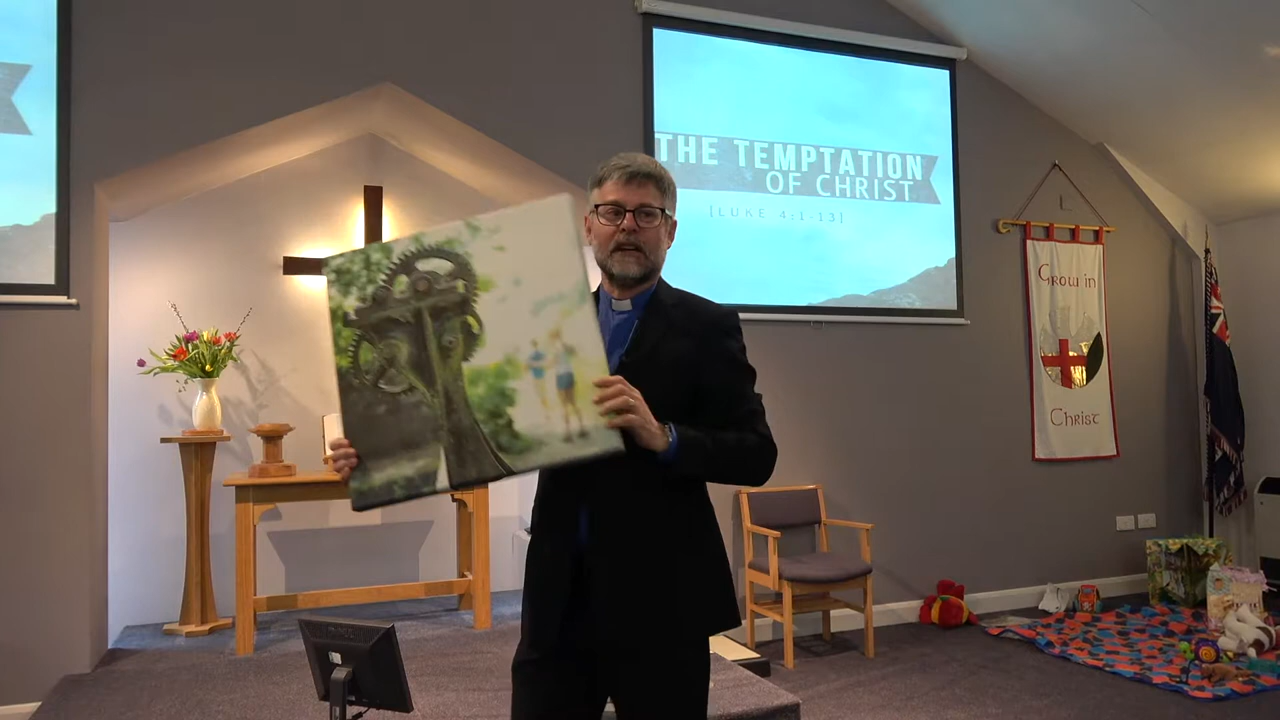 THE TEMPTATION
OF CHRIST
[LUKE 4:1-13]
Grow in
Christ